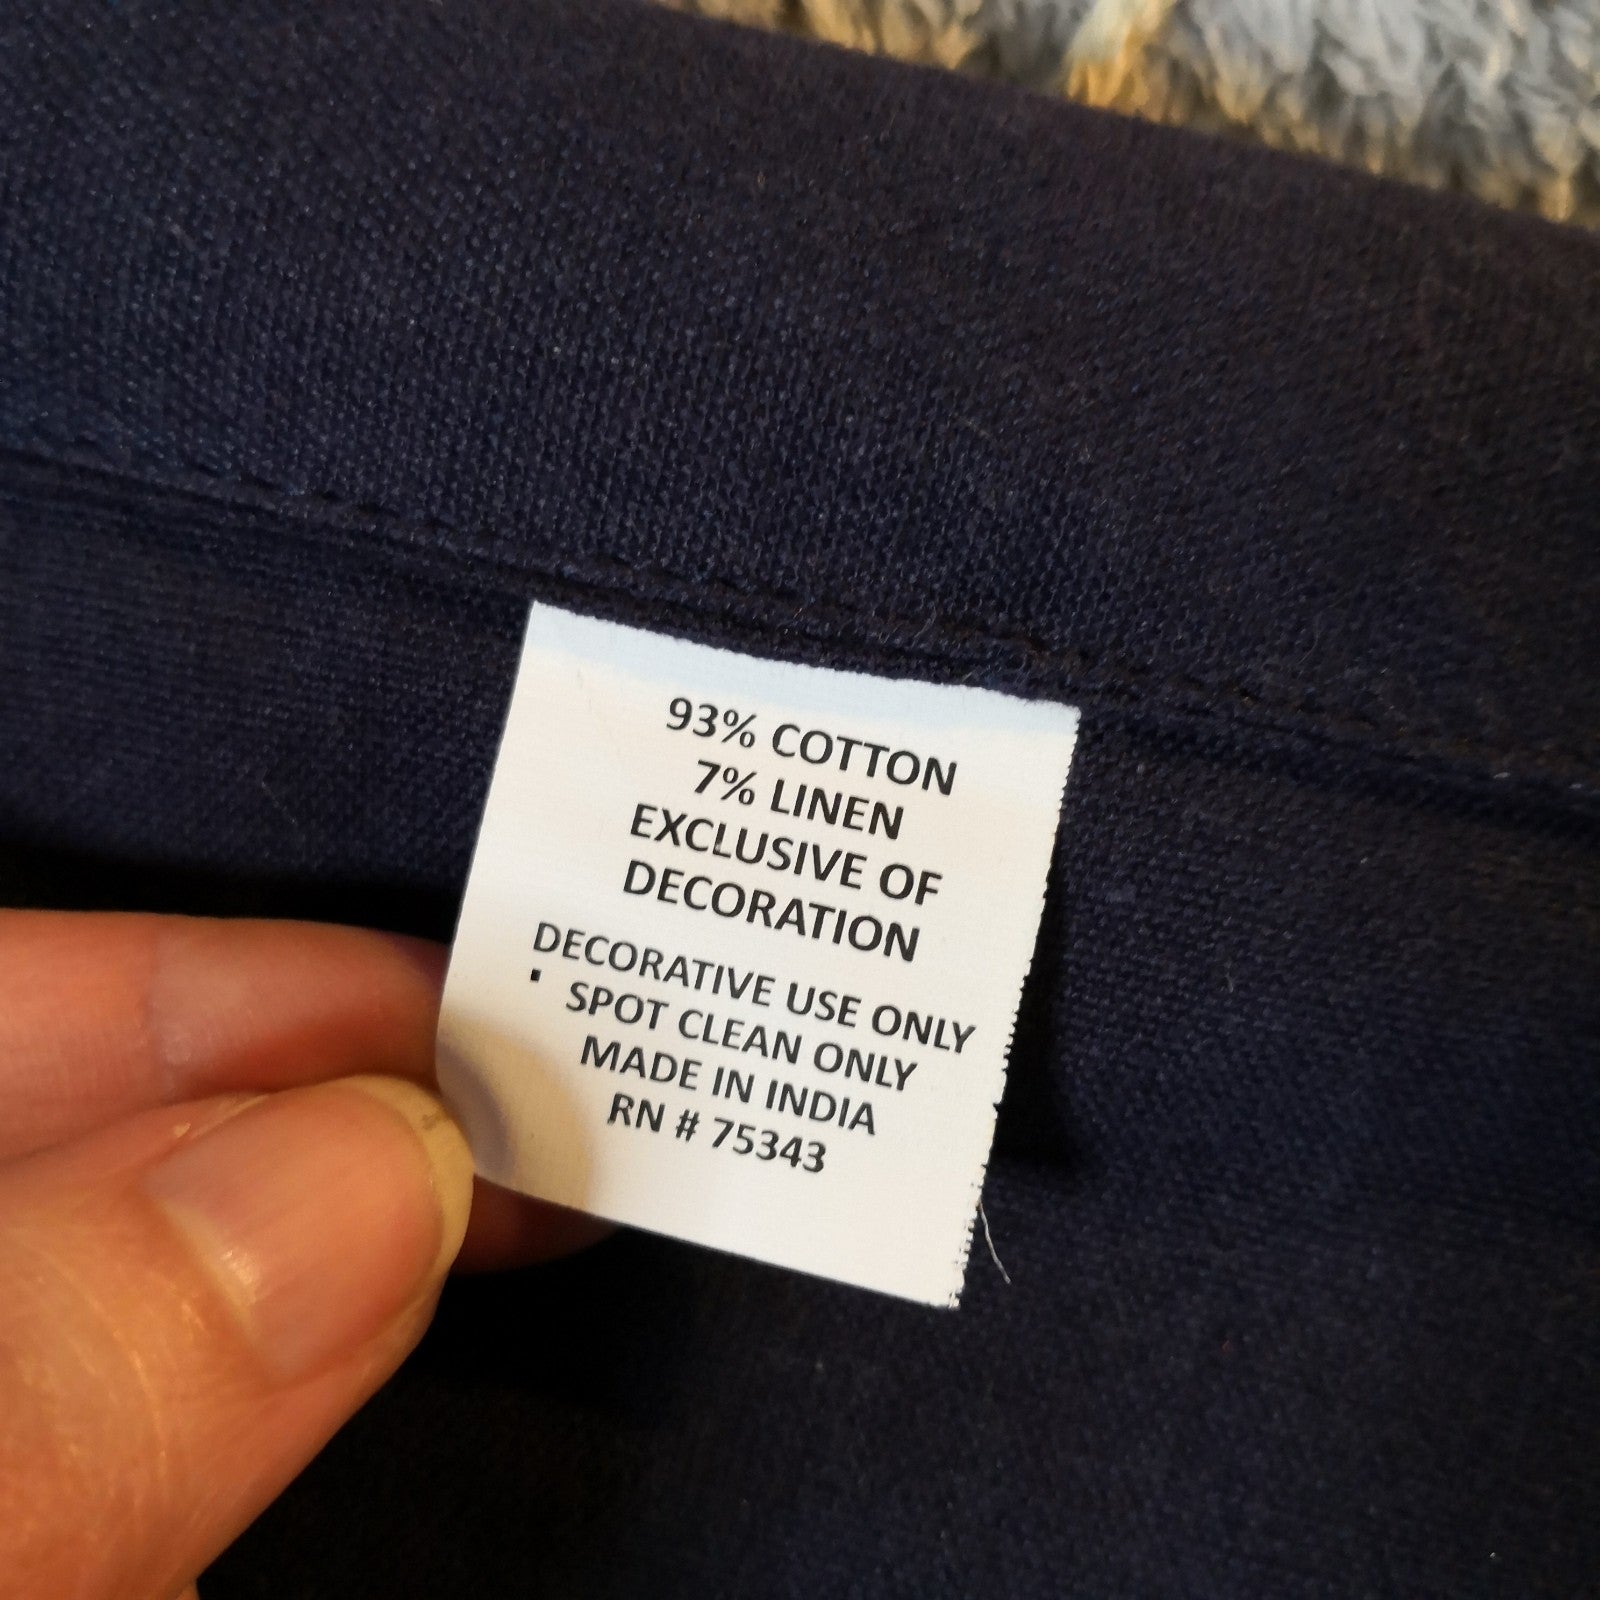 93% COTTON
7% LINEN
EXCLUSIVE OF
DECORATION
DECORATIVE USE ONLY
SPOT CLEAN ONLY
MADE IN INDIA
RN # 75343